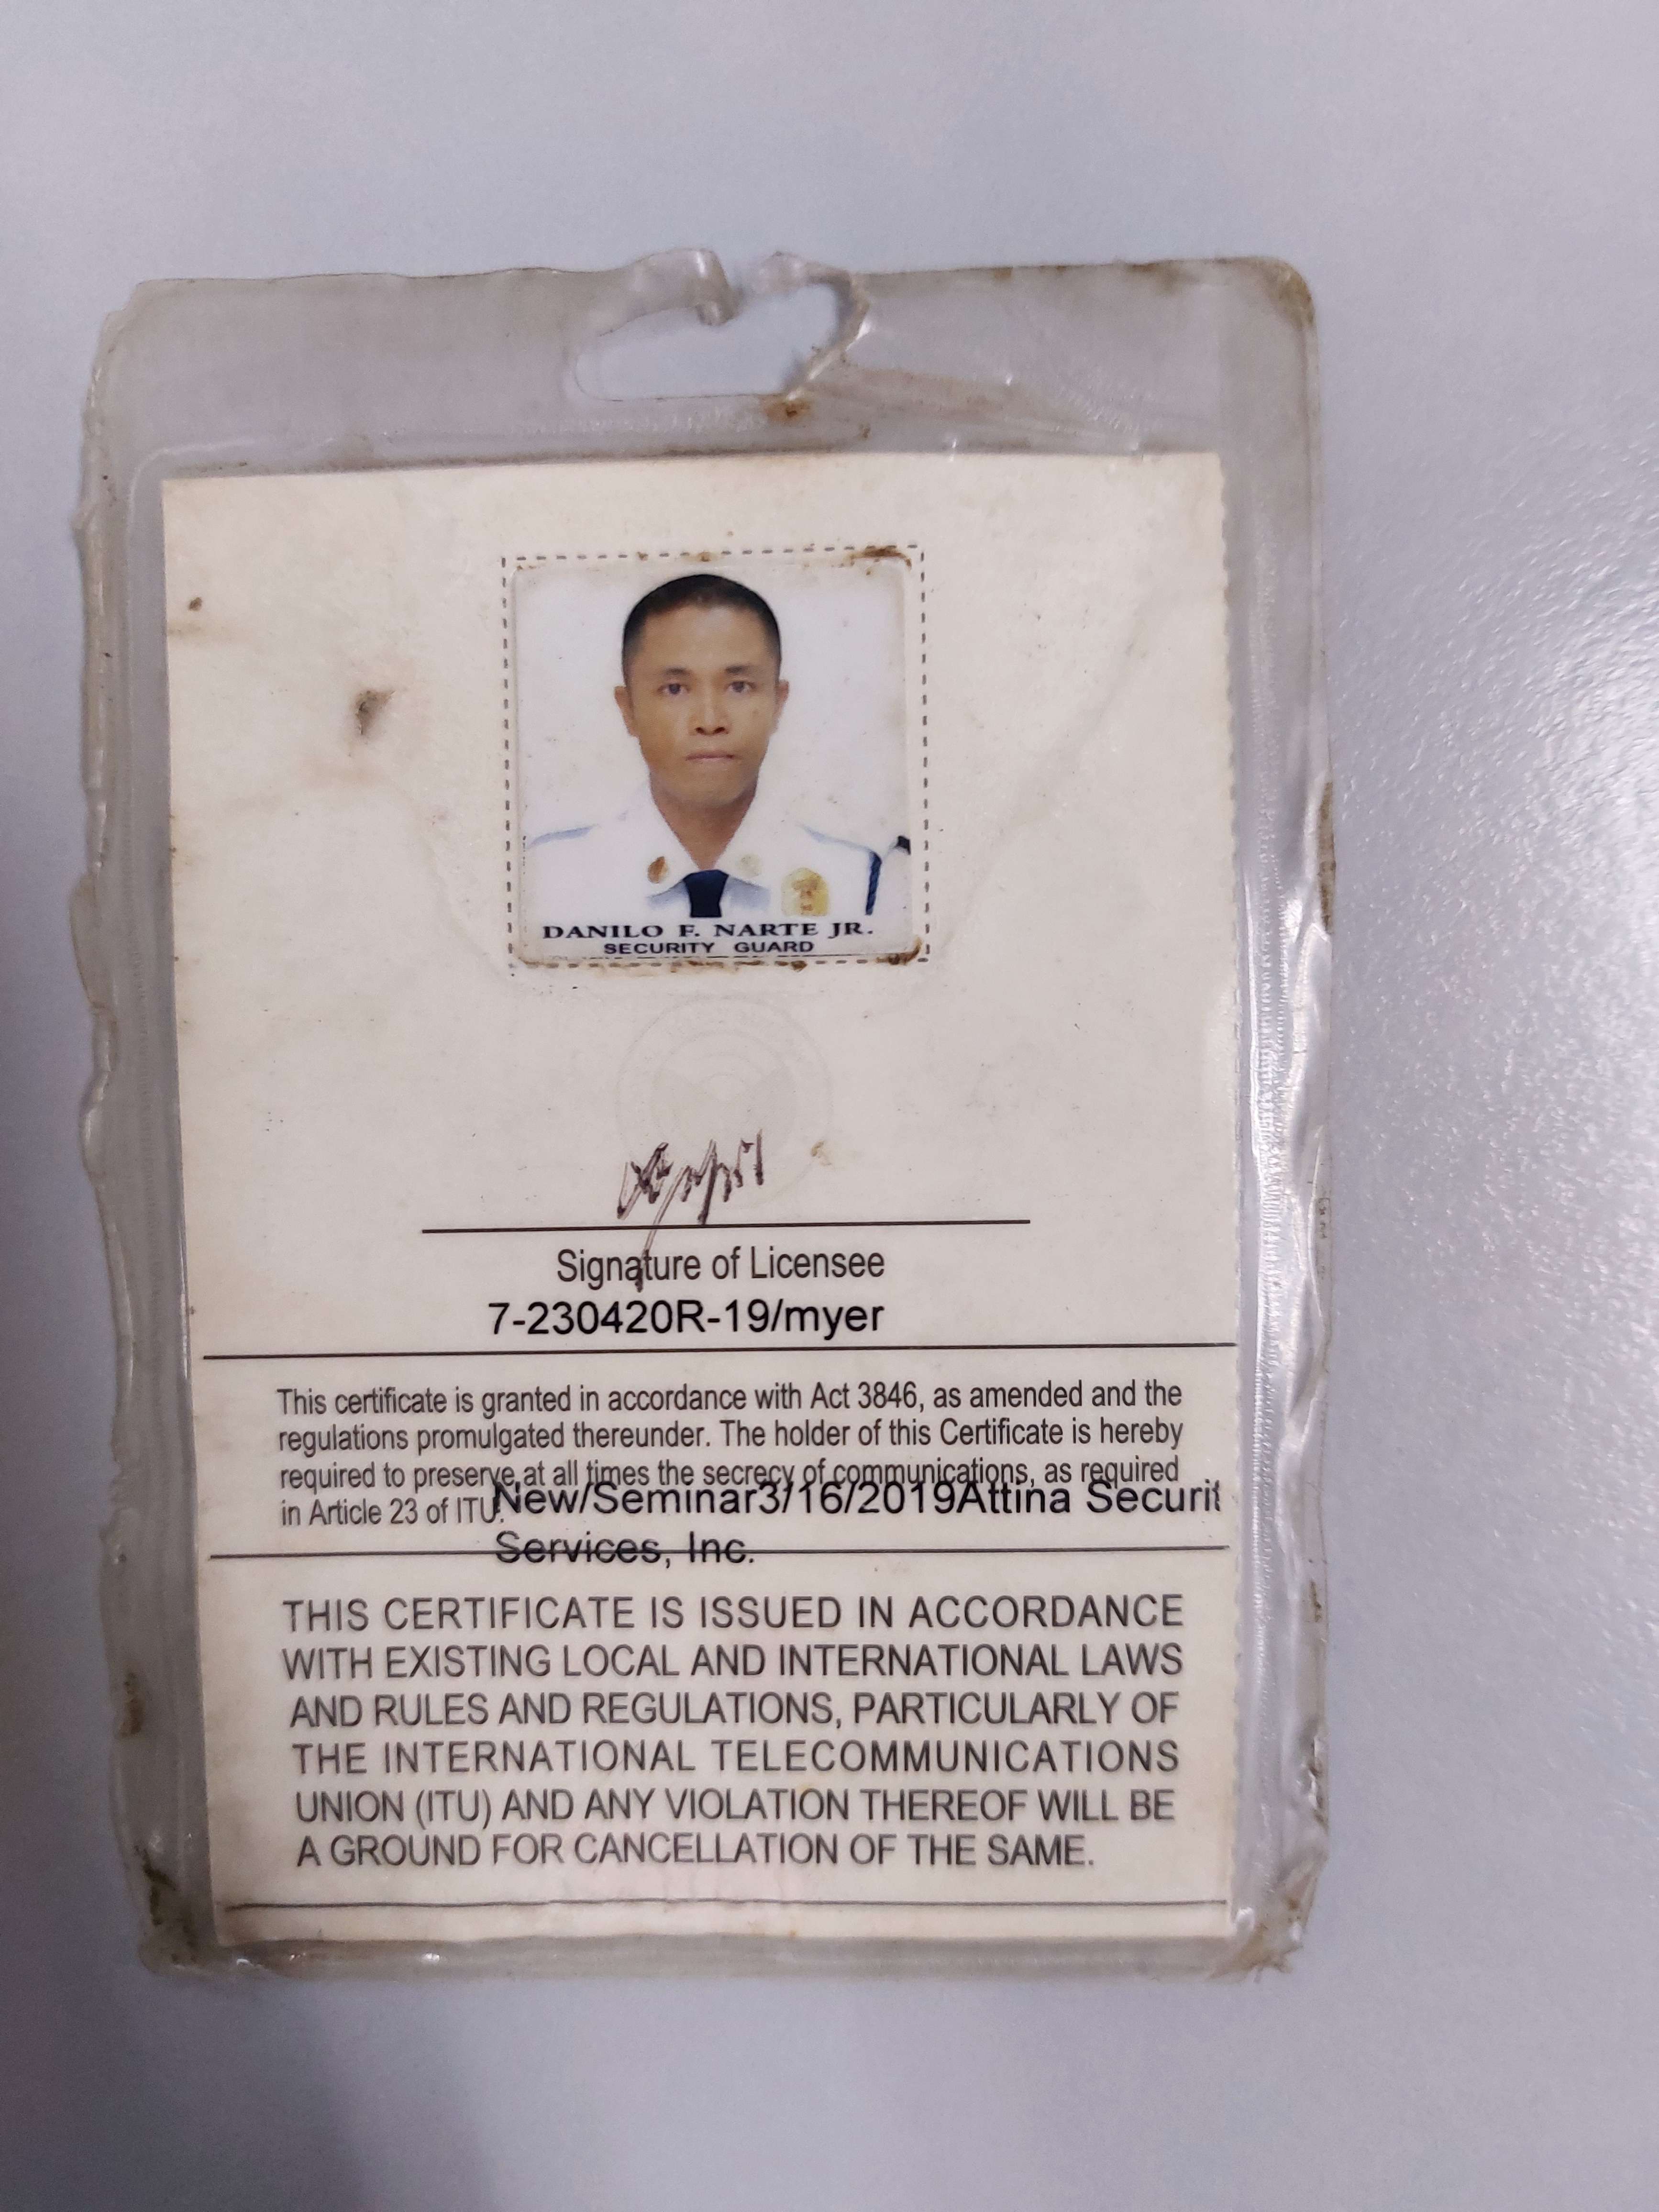 DANILO F. NARTE JR.
SECURITY GUARD
Signature of Licensee
7-230420R-19/myer
This certificate is granted in accordance with Act 3846, as amended and the
regulations promulgated thereunder. The holder of this Certificate is hereby
required to preserve at all times the secrecy of communications, as required
in Article 23 of ITU.
New/Seminar3/16/2019Attina Securit
Services, Inc.
THIS CERTIFICATE IS ISSUED IN ACCORDANCE
WITH EXISTING LOCAL AND INTERNATIONAL LAWS
AND RULES AND REGULATIONS, PARTICULARLY OF
THE INTERNATIONAL TELECOMMUNICATIONS
UNION (ITU) AND ANY VIOLATION THEREOF WILL BE
A GROUND FOR CANCELLATION OF THE SAME.